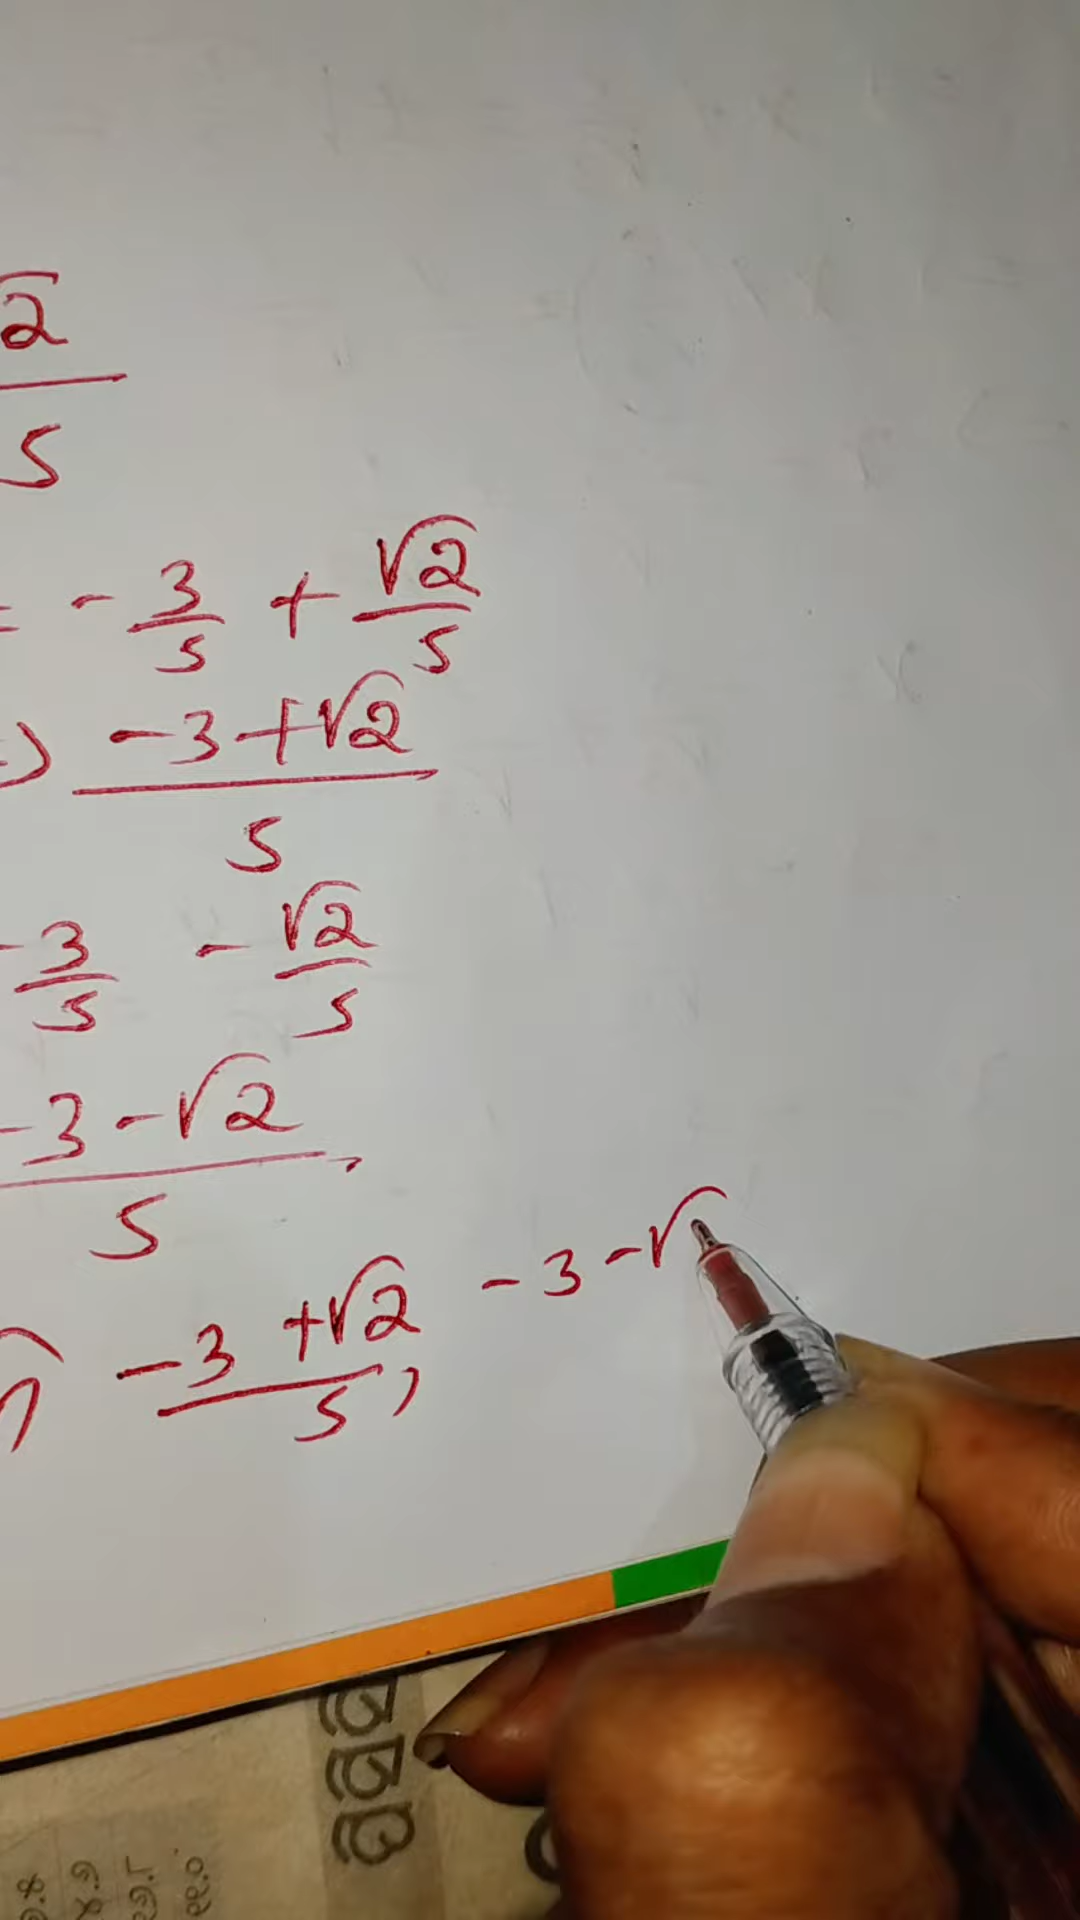 √2
5
= - 3/5 + √2/5
⇒ -3+√2 / 5
-3/5 - √2/5
-3-√2 / 5
-3+√2 / 5, -3-√